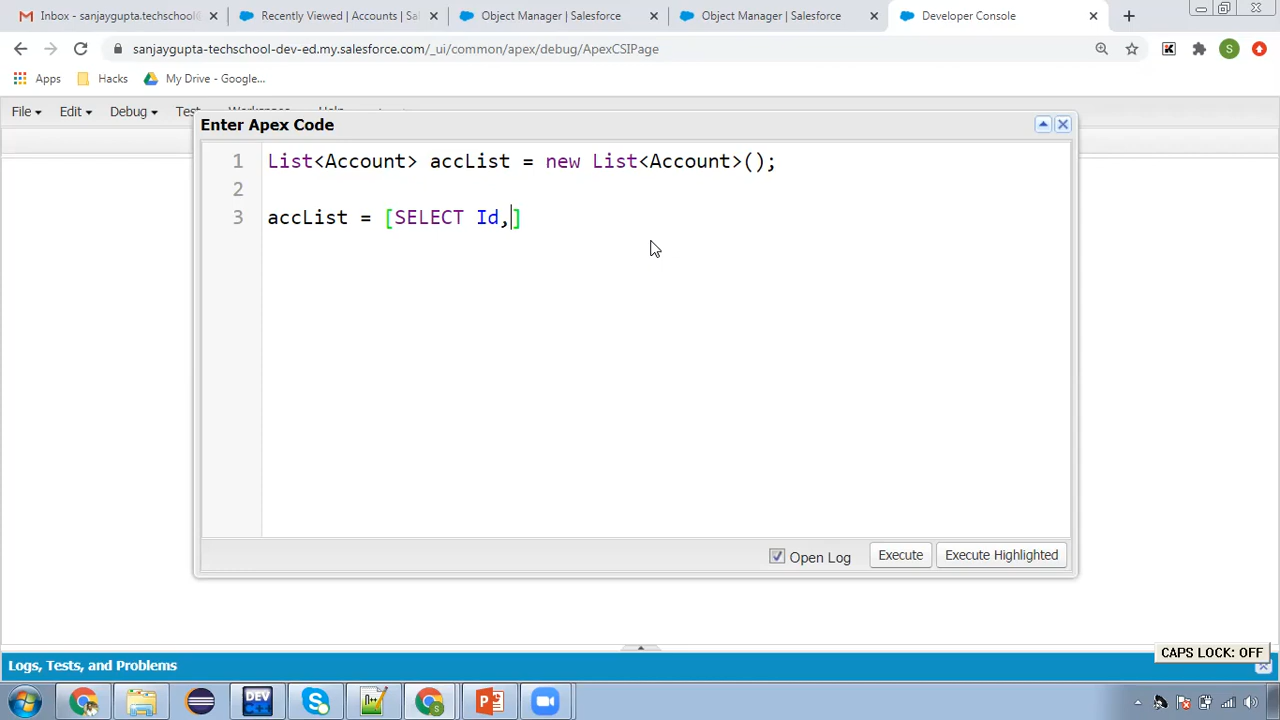 Inbox - sanjaygupta.techschool@
Recently Viewed | Accounts | Sal
Object Manager | Salesforce
Object Manager | Salesforce
Developer Console
sanjaygupta-techschool-dev-ed.my.salesforce.com/_ui/common/apex/debug/ApexCSIPage
S
Apps
Hacks
My Drive - Google...
File
Edit
Debug
Test
Enter Apex Code
1 List<Account> accList = new List<Account>();
2
3 accList = [SELECT Id,]
Open Log
Execute
Execute Highlighted
CAPS LOCK: OFF
Logs, Tests, and Problems
DEV
C++